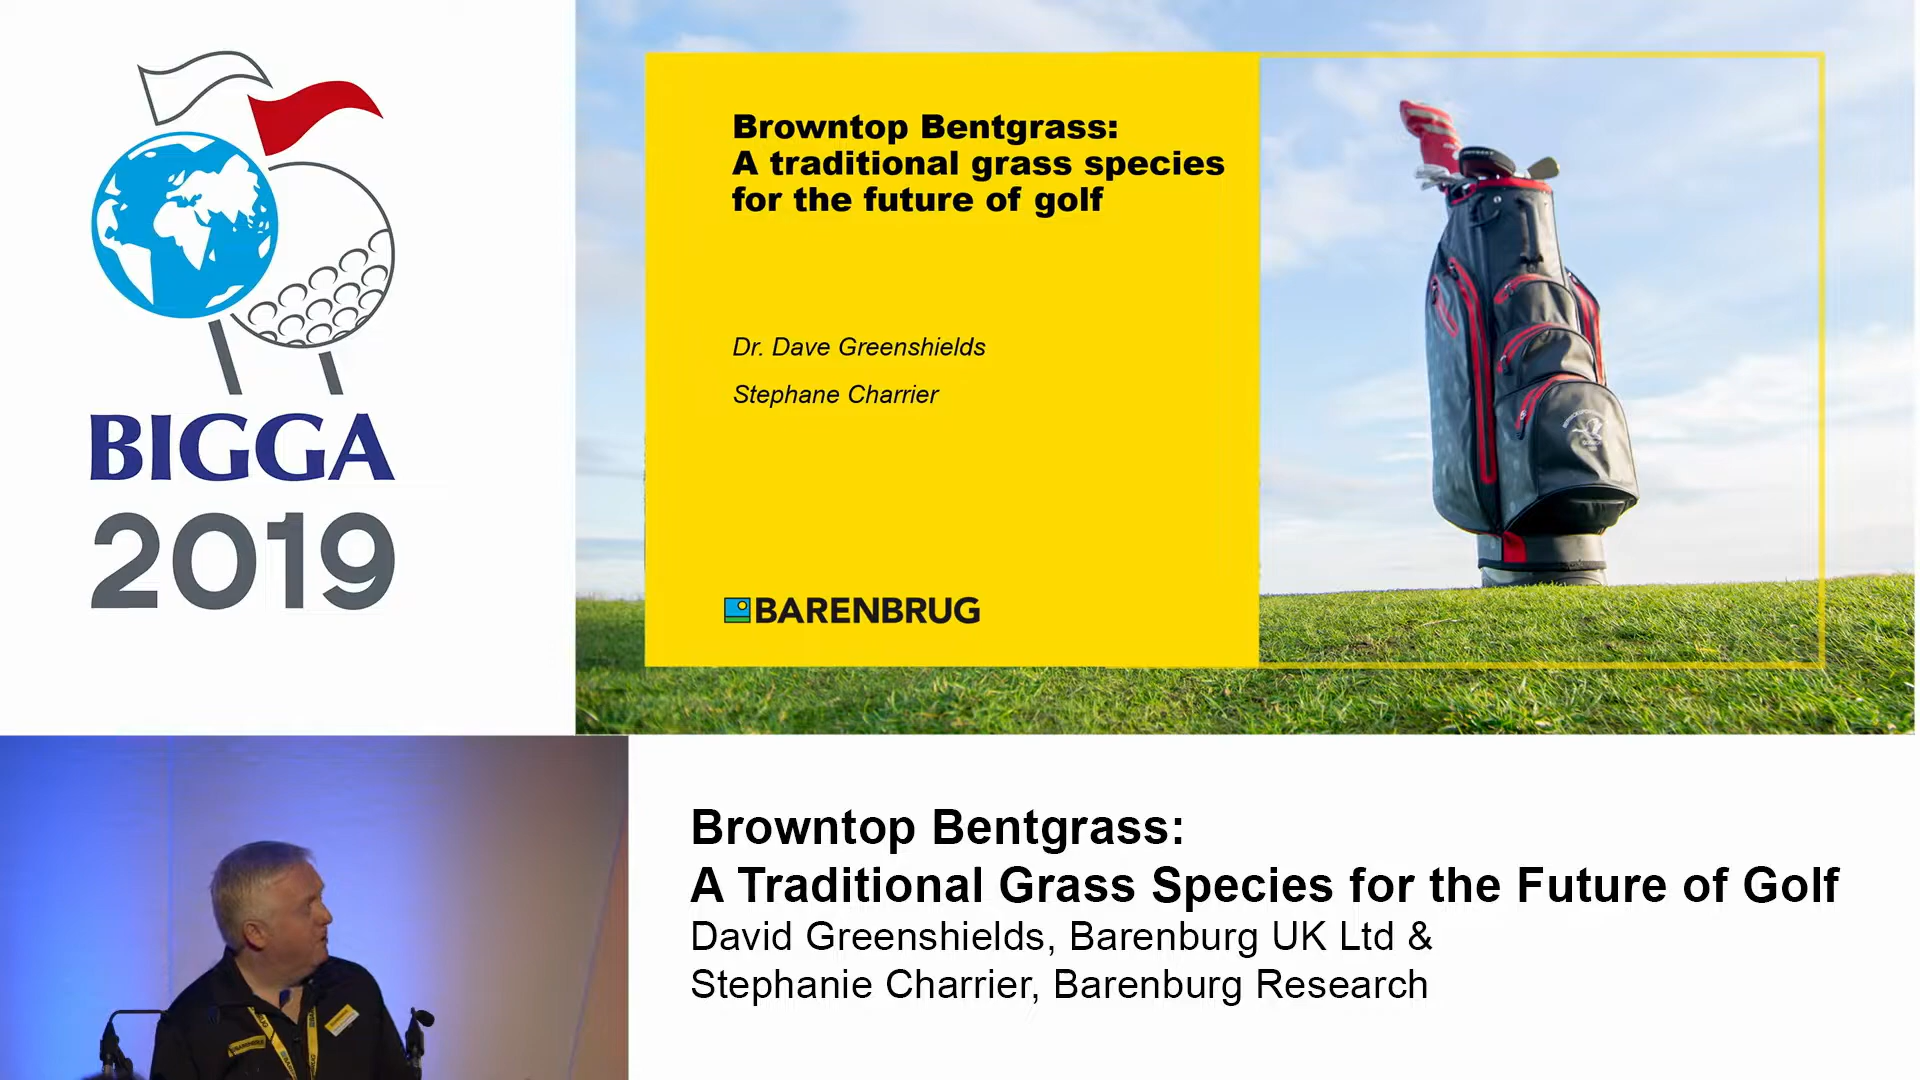 BIGGA
2019
Browntop Bentgrass:
A traditional grass species
for the future of golf
Dr. Dave Greenshields
Stephane Charrier
BARENBRUG
Browntop Bentgrass:
A Traditional Grass Species for the Future of Golf
David Greenshields, Barenburg UK Ltd &
Stephanie Charrier, Barenburg Research